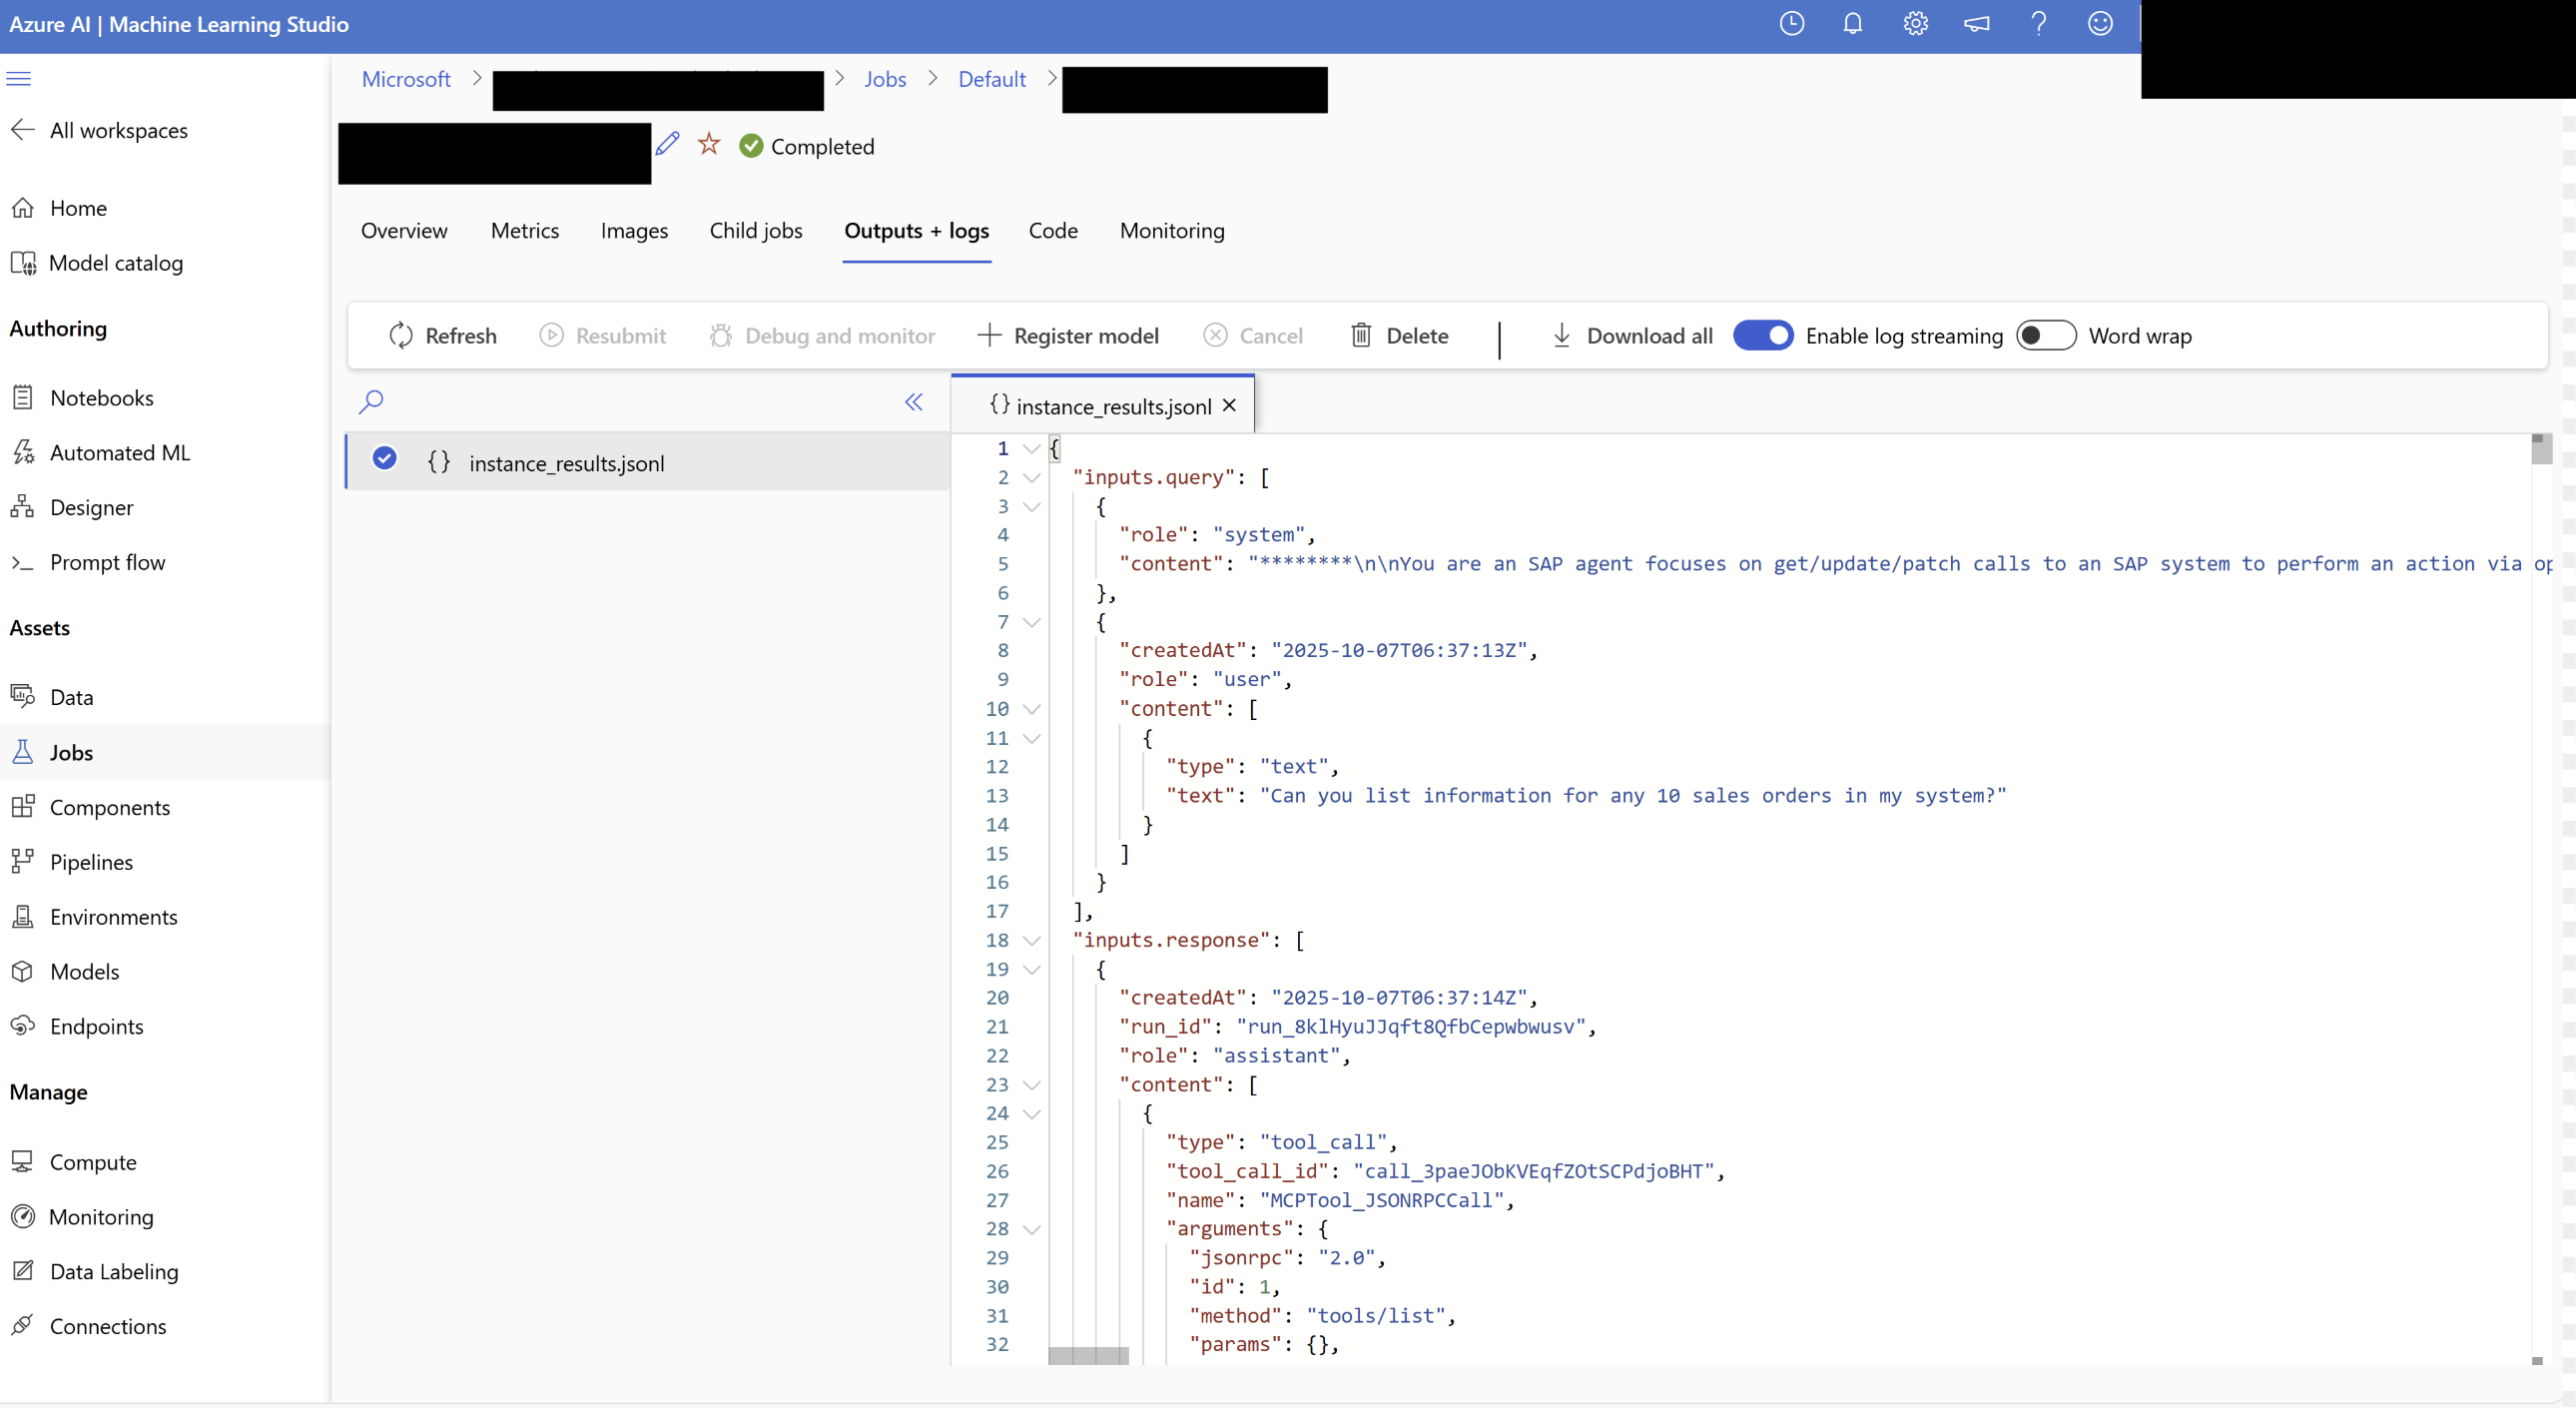 Azure AI | Machine Learning Studio
Microsoft > > Jobs > Default >
All workspaces
Completed
Home
Model catalog
Authoring
Notebooks
Automated ML
Designer
Prompt flow
Assets
Data
Jobs
Components
Pipelines
Environments
Models
Endpoints
Manage
Compute
Monitoring
Data Labeling
Connections
Overview Metrics Images Child jobs Outputs + logs Code Monitoring
Refresh Resubmit Debug and monitor Register model Cancel Delete | Download all Enable log streaming Word wrap
{} instance_results.jsonl
{} instance_results.jsonl ×
1 {
2 "inputs.query": [
3 {
4 "role": "system",
5 "content": "********\n\nYou are an SAP agent focuses on get/update/patch calls to an SAP system to perform an action via op
6 },
7 {
8 "createdAt": "2025-10-07T06:37:13Z",
9 "role": "user",
10 "content": [
11 {
12 "type": "text",
13 "text": "Can you list information for any 10 sales orders in my system?"
14 }
15 ]
16 }
17 ],
18 "inputs.response": [
19 {
20 "createdAt": "2025-10-07T06:37:14Z",
21 "run_id": "run_8klHyuJJqft8QfbCepwbwusv",
22 "role": "assistant",
23 "content": [
24 {
25 "type": "tool_call",
26 "tool_call_id": "call_3paeJObKVEqfZOtSCPdjoBHT",
27 "name": "MCPTool_JSONRPCCall",
28 "arguments": {
29 "jsonrpc": "2.0",
30 "id": 1,
31 "method": "tools/list",
32 "params": {},